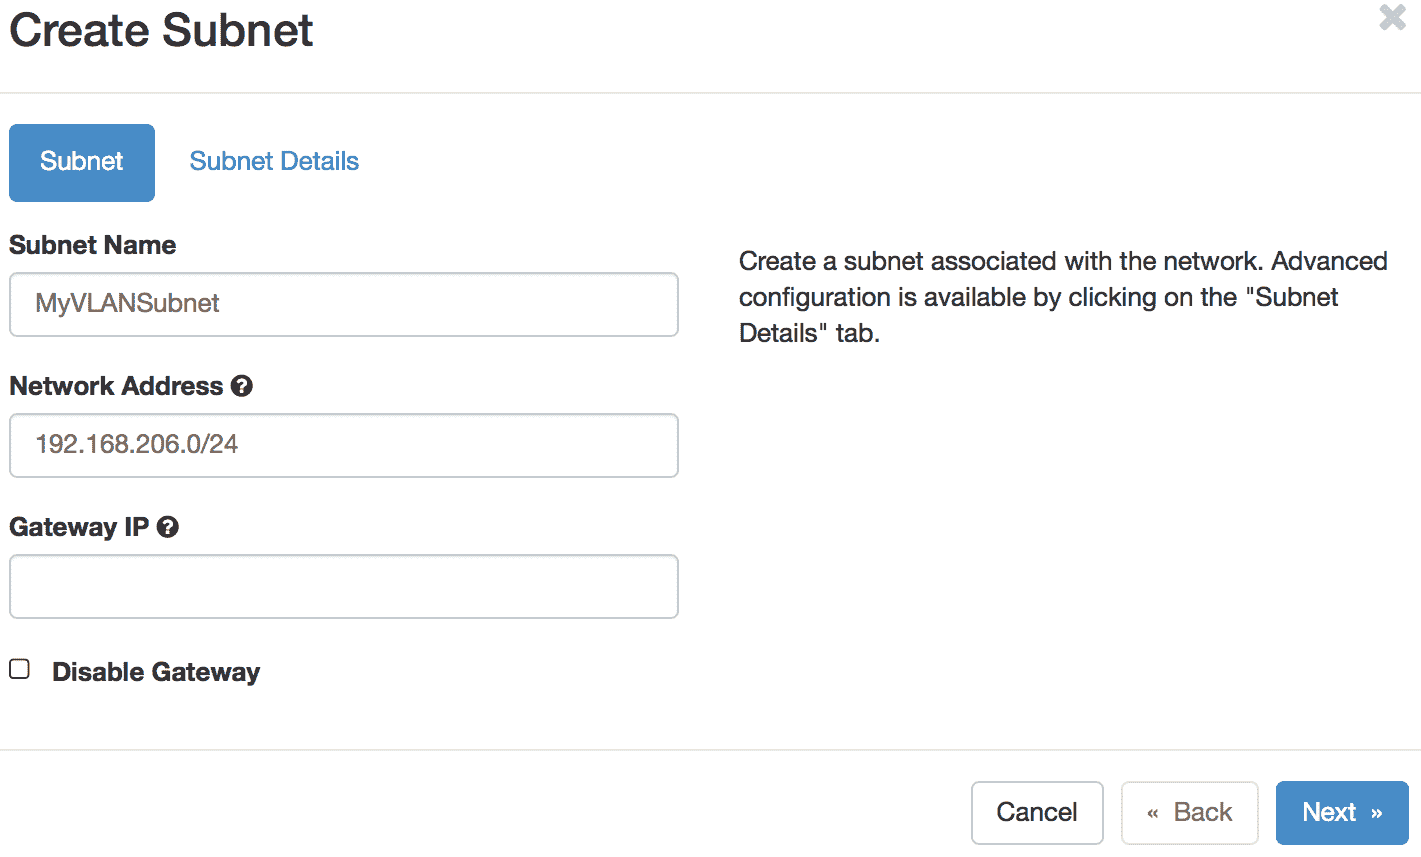 Create Subnet
Subnet
Subnet Details
Subnet Name
MyVLANSubnet
Create a subnet associated with the network. Advanced
configuration is available by clicking on the "Subnet
Details" tab.
Network Address
192.168.206.0/24
Gateway IP
Disable Gateway
Cancel
« Back
Next »